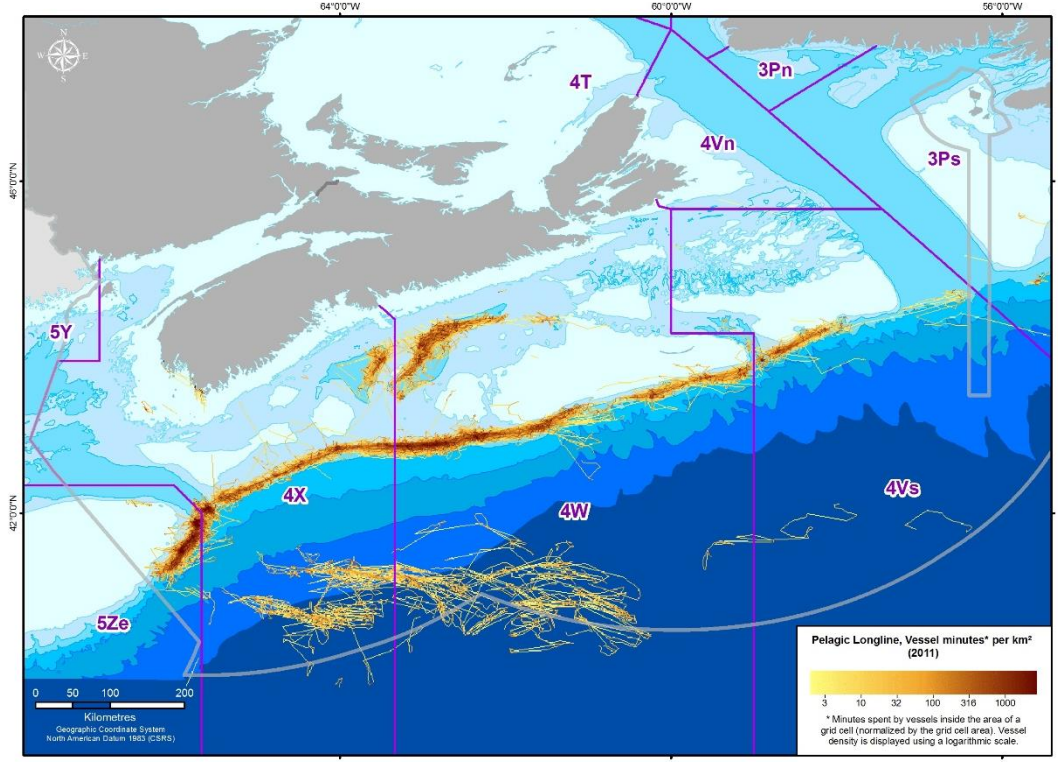 64°0'0"W 60°0'0"W 56°0'0"W
N
W E
S
3Pn
4T
4Vn
3Ps
46°0'0"N
5Y
42°0'0"N
4X
4W
4Vs
5Ze
Pelagic Longline, Vessel minutes* per km²
(2011)
3 10 32 100 316 1000
* Minutes spent by vessels inside the area of a
grid cell (normalized by the grid cell area). Vessel
density is displayed using a logarithmic scale.
0 50 100 200
Kilometres
Geographic Coordinate System
North American Datum 1983 (CSRS)